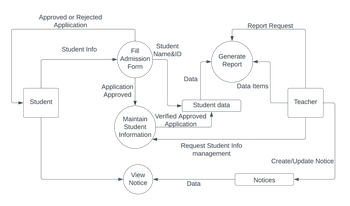 Approved or Rejected
Application
Report Request
Student Info
Fill
Admission
Form
Student
Name&ID
Generate
Report
Data
Data Items
Application
Approved
Student
Student data
Teacher
Maintain
Student
Information
Verified Approved
Application
Request Student Info
management
Create/Update Notice
View
Notice
Data
Notices